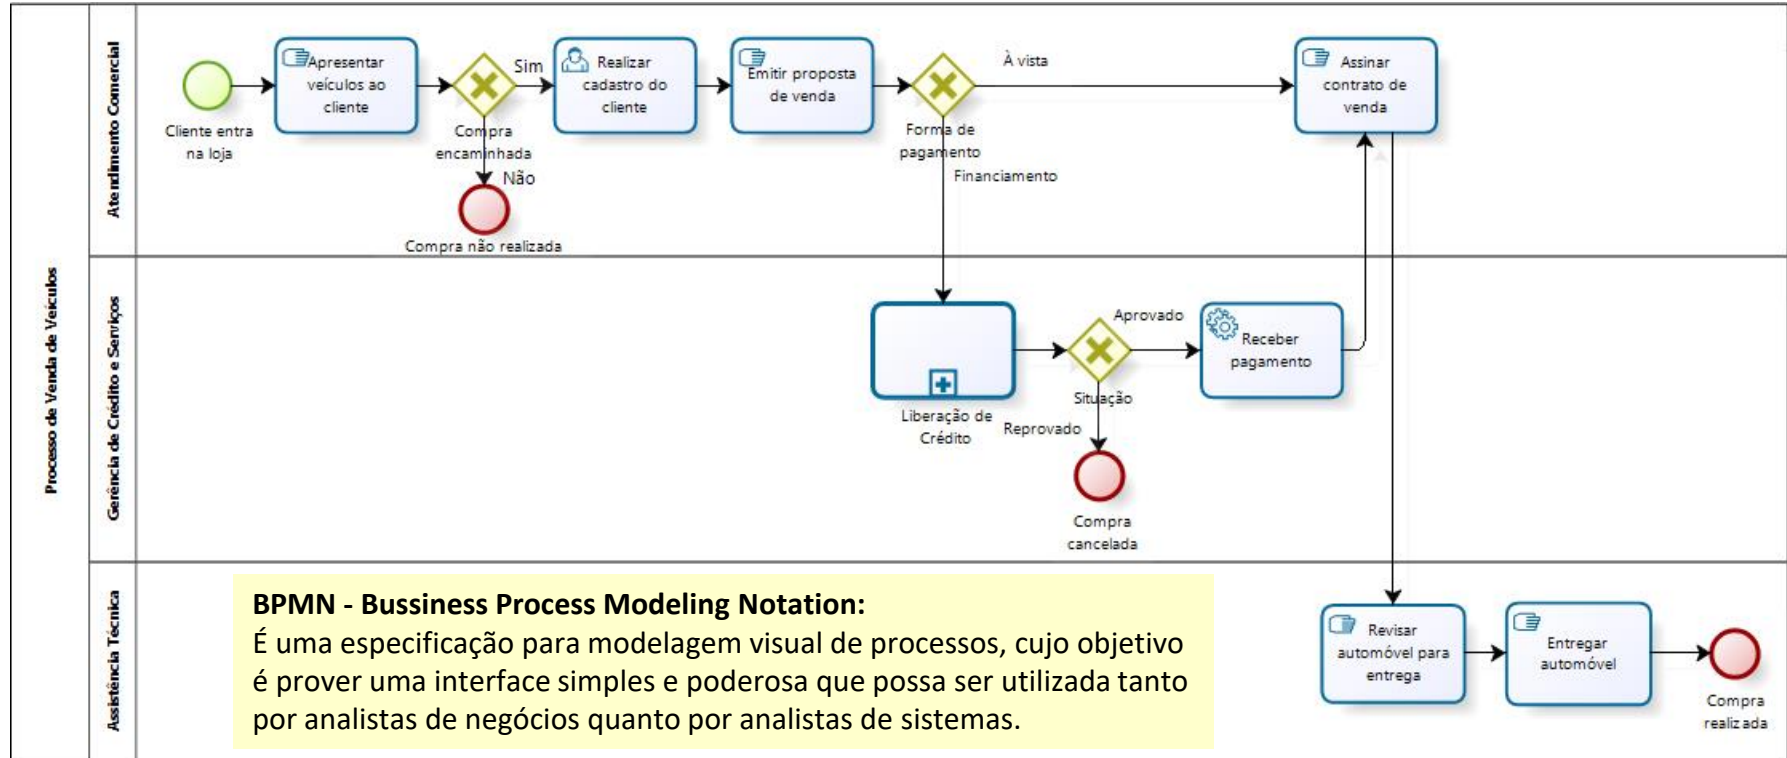 Processo de Venda de Veículos
Atendimento Comercial
Cliente entra
na loja
Apresentar
veículos ao
cliente
Compra
encaminhada
Sim
Não
Compra não realizada
Realizar
cadastro do
cliente
Emitir proposta
de venda
Forma de
pagamento
À vista
Financiamento
Assinar
contrato de
venda
Gerência de Crédito e Serviços
Liberação de
Crédito
Situação
Aprovado
Reprovado
Compra
cancelada
Receber
pagamento
Assistência Técnica
BPMN - Bussiness Process Modeling Notation:
É uma especificação para modelagem visual de processos, cujo objetivo
é prover uma interface simples e poderosa que possa ser utilizada tanto
por analistas de negócios quanto por analistas de sistemas.
Revisar
automóvel para
entrega
Entregar
automóvel
Compra
realizada